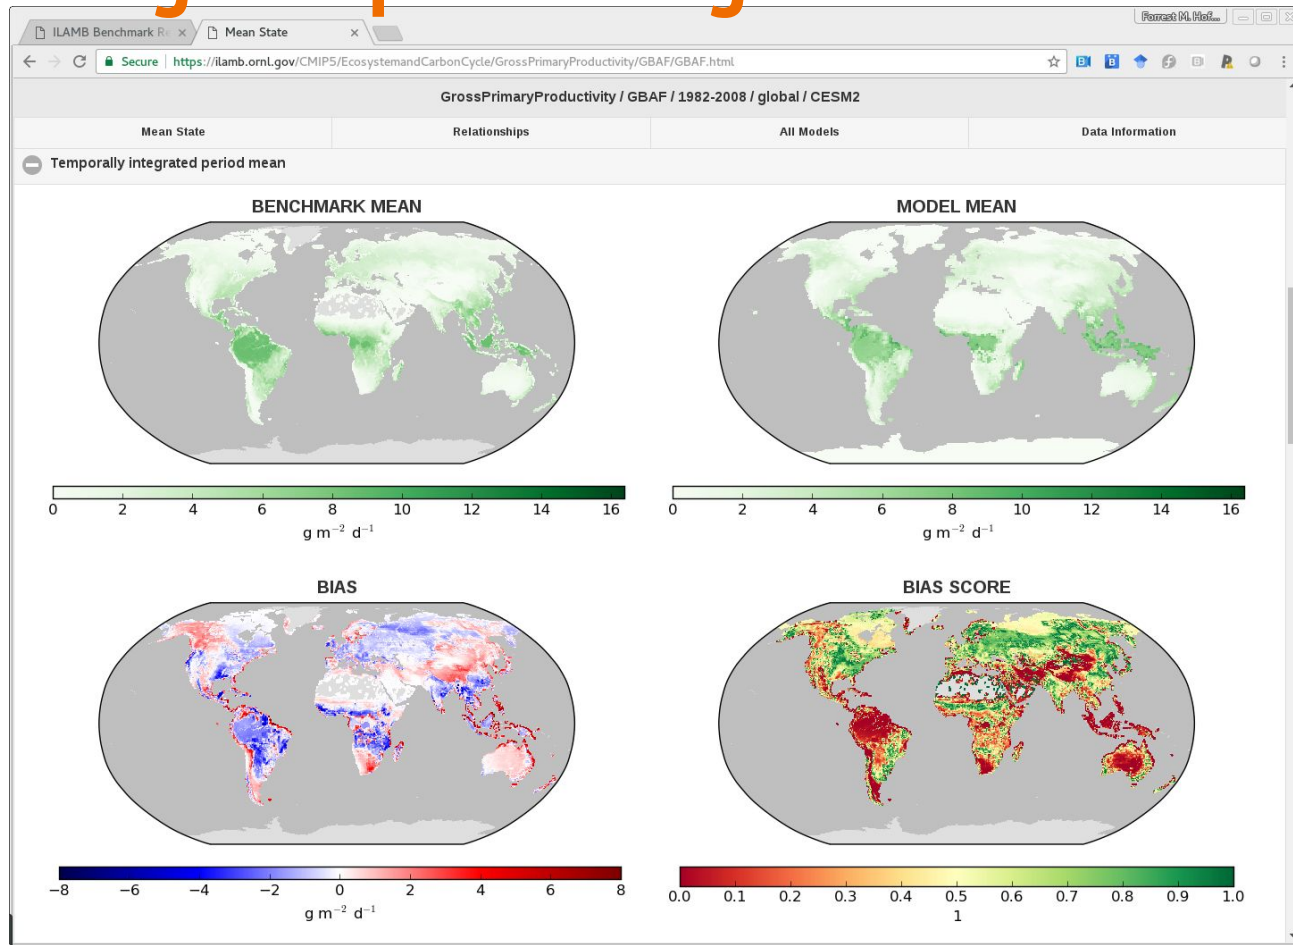 Forrest M. Hof...
ILAMB Benchmark Re
Mean State
Secure | https://ilamb.ornl.gov/CMIP5/EcosystemandCarbonCycle/GrossPrimaryProductivity/GBAF/GBAF.html
GrossPrimaryProductivity / GBAF / 1982-2008 / global / CESM2
Mean State Relationships All Models Data Information
Temporally integrated period mean
BENCHMARK MEAN
0 2 4 6 8 10 12 14 16
g m⁻² d⁻¹
MODEL MEAN
0 2 4 6 8 10 12 14 16
g m⁻² d⁻¹
BIAS
−8 −6 −4 −2 0 2 4 6 8
g m⁻² d⁻¹
BIAS SCORE
0.0 0.1 0.2 0.3 0.4 0.5 0.6 0.7 0.8 0.9 1.0
1